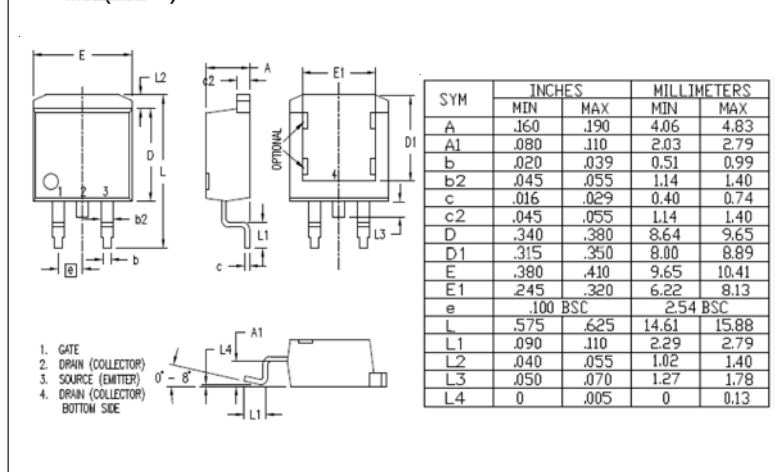 E
L2
c2
A
E1
OPTIONAL
D1
D
L
1 2 3
4
b2
L1
L3
e
b
c
A1
L4
0° - 8°
L1
1. GATE
2. DRAIN (COLLECTOR)
3. SOURCE (EMITTER)
4. DRAIN (COLLECTOR)
BOTTOM SIDE
SYM INCHES MILLIMETERS
MIN MAX MIN MAX
A .160 .190 4.06 4.83
A1 .080 .110 2.03 2.79
b .020 .039 0.51 0.99
b2 .045 .055 1.14 1.40
c .016 .029 0.40 0.74
c2 .045 .055 1.14 1.40
D .340 .380 8.64 9.65
D1 .315 .350 8.00 8.89
E .380 .410 9.65 10.41
E1 .245 .320 6.22 8.13
e .100 BSC 2.54 BSC
L .575 .625 14.61 15.88
L1 .090 .110 2.29 2.79
L2 .040 .055 1.02 1.40
L3 .050 .070 1.27 1.78
L4 0 .005 0 0.13